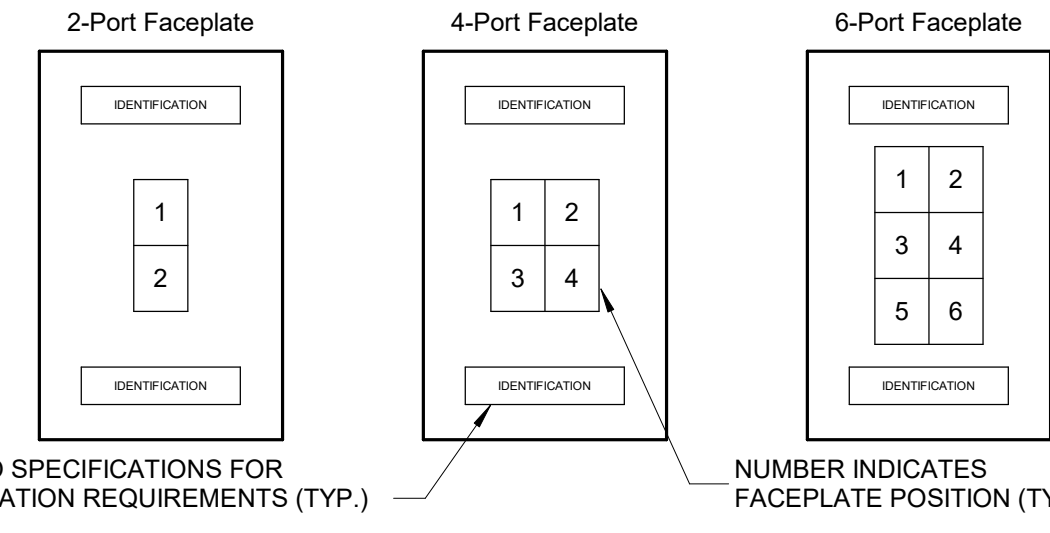 2-Port Faceplate
4-Port Faceplate
6-Port Faceplate
IDENTIFICATION
IDENTIFICATION
IDENTIFICATION
1
2
1 2
3 4
1 2
3 4
5 6
IDENTIFICATION
IDENTIFICATION
IDENTIFICATION
SPECIFICATIONS FOR
REQUIREMENTS (TYP.)
NUMBER INDICATES
FACEPLATE POSITION